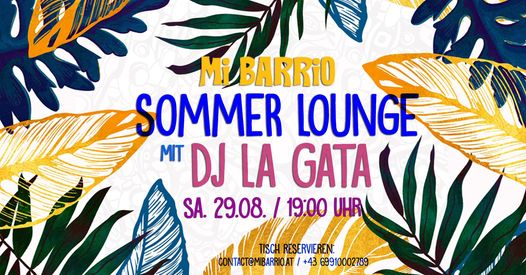 Mi BARRiO
SOMMER LOUNGE
MIT DJ LA GATA
SA. 29.08. / 19:00 UHR
TISCH RESERVIEREN:
CONTACT@MIBARRIO.AT / +43 69910002789